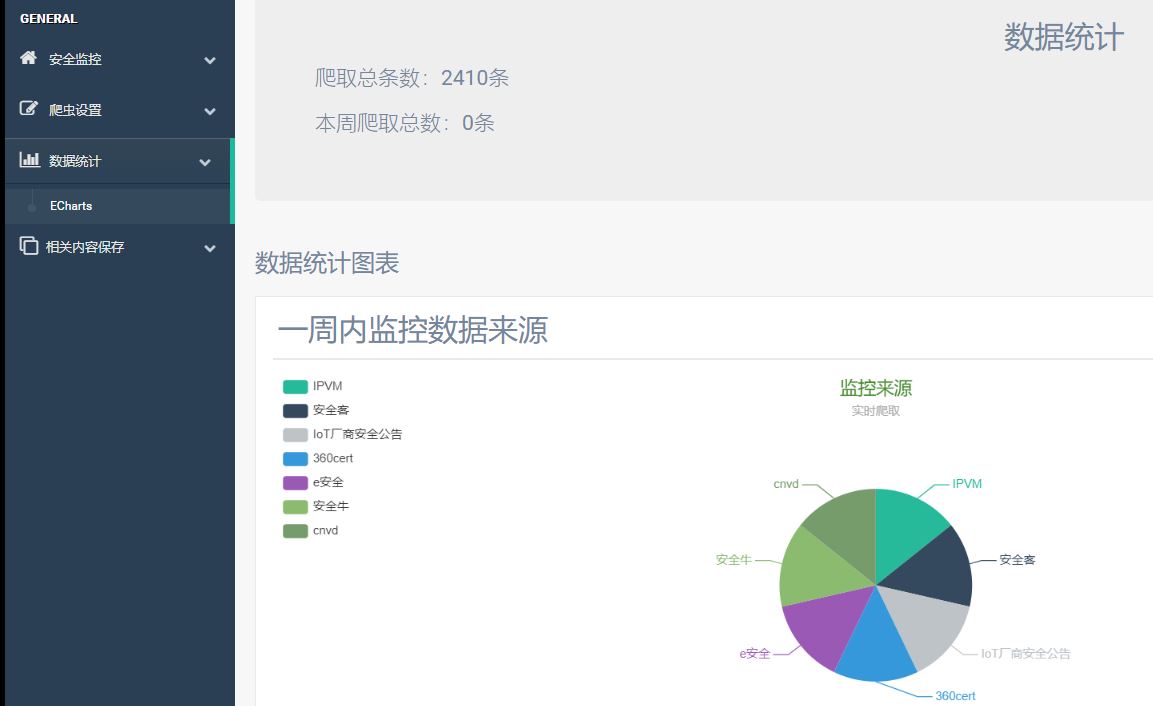 GENERAL
安全监控
爬虫设置
数据统计
ECharts
相关内容保存
数据统计
爬取总条数：2410条
本周爬取总数：0条
数据统计图表
一周内监控数据来源
IPVM
安全客
IoT厂商安全公告
360cert
e安全
安全牛
cnvd
监控来源
实时爬取
cnvd
IPVM
安全牛
安全客
e安全
IoT厂商安全公告
360cert